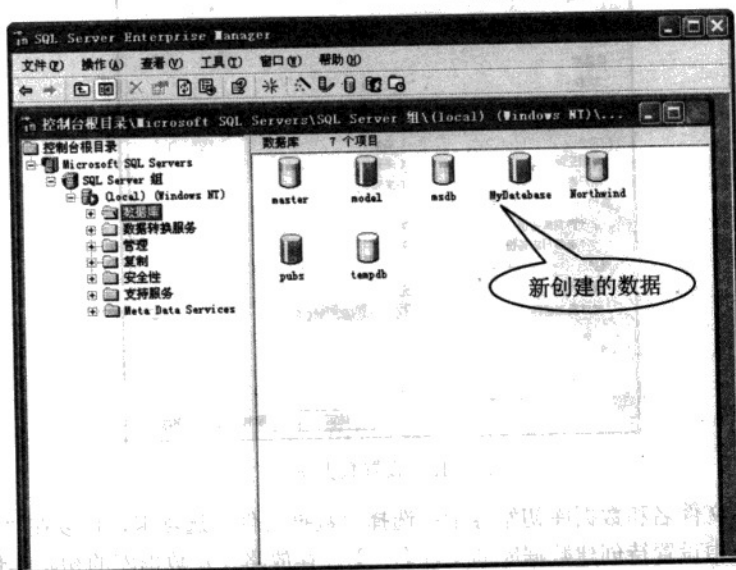 SQL Server Enterprise Manager
文件(F) 操作(A) 查看(V) 工具(T) 窗口(W) 帮助(H)
控制台根目录\Microsoft SQL Servers\SQL Server 组\(local) (Windows NT)\...
控制台根目录
Microsoft SQL Servers
SQL Server 组
(local) (Windows NT)
数据库
数据转换服务
管理
复制
安全性
支持服务
Meta Data Services
数据库 7 个项目
master model msdb MyDatabase Northwind
pubs tempdb
新创建的数据